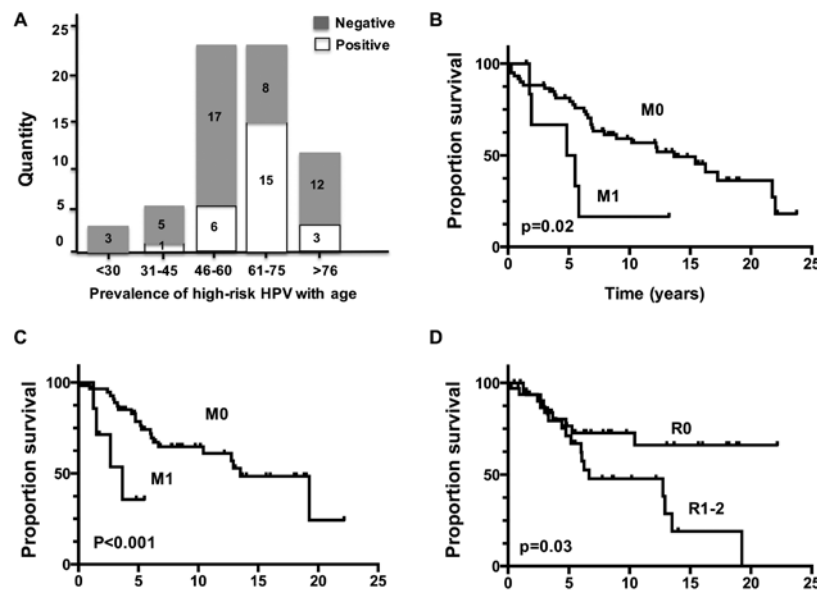 A
Negative
Positive
Quantity
25
20
15
10
5
0
3
5
1
17
6
8
15
12
3
<30
31-45
46-60
61-75
>76
Prevalence of high-risk HPV with age
B
Proportion survival
100
50
0
M0
M1
p=0.02
0
5
10
15
20
25
Time (years)
C
Proportion survival
100
50
0
M0
M1
P<0.001
0
5
10
15
20
25
D
Proportion survival
100
50
0
R0
R1-2
p=0.03
0
5
10
15
20
25